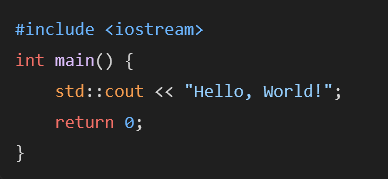 #include <iostream>
int main() {
    std::cout << "Hello, World!";
    return 0;
}